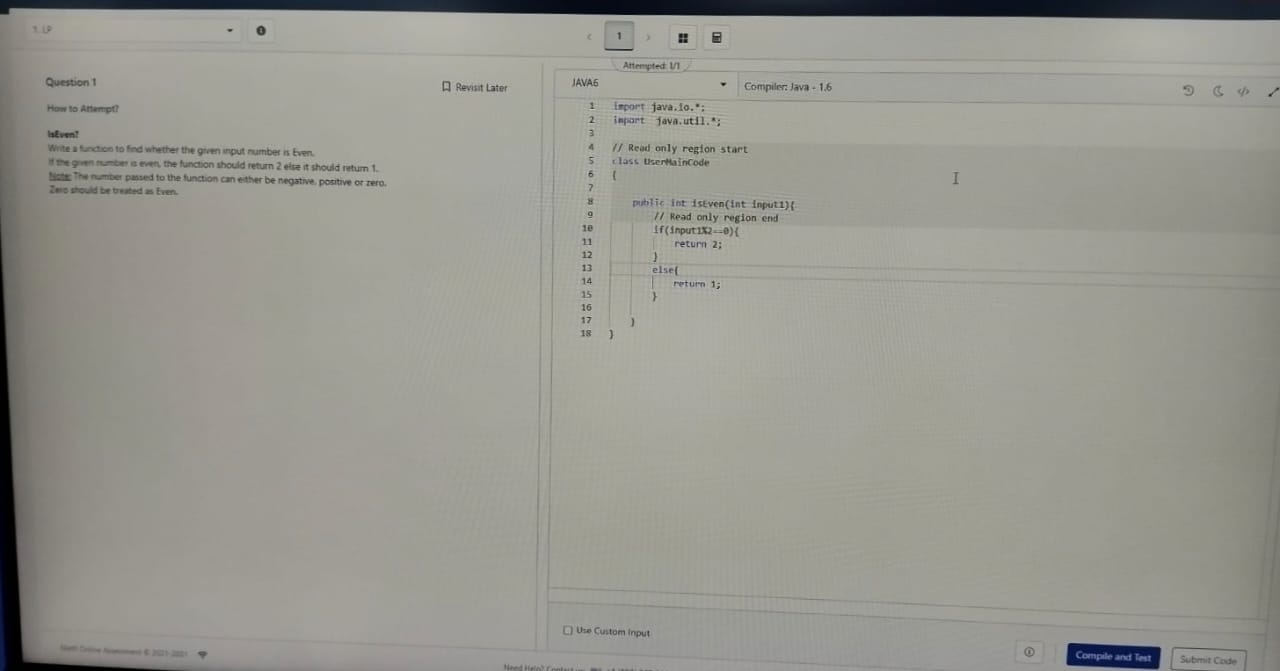 1. LP
1
Attempted: 1/1
Question 1
Revisit Later
How to Attempt?
IsEven?
Write a function to find whether the given input number is Even.
If the given number is even, the function should return 2 else it should return 1.
Note: The number passed to the function can either be negative, positive or zero.
Zero should be treated as Even.
JAVA6
Compiler: Java - 1.6
1 import java.io.*;
2 import java.util.*;
3
4 // Read only region start
5 class UserMainCode
6 {
7
8 public int isEven(int input1){
9 // Read only region end
10 if(input1%2==0){
11 return 2;
12 }
13 else{
14 return 1;
15 }
16
17 }
18 }
Use Custom Input
Compile and Test
Submit Code
Online Assessment © 2021-2031
Need Help?